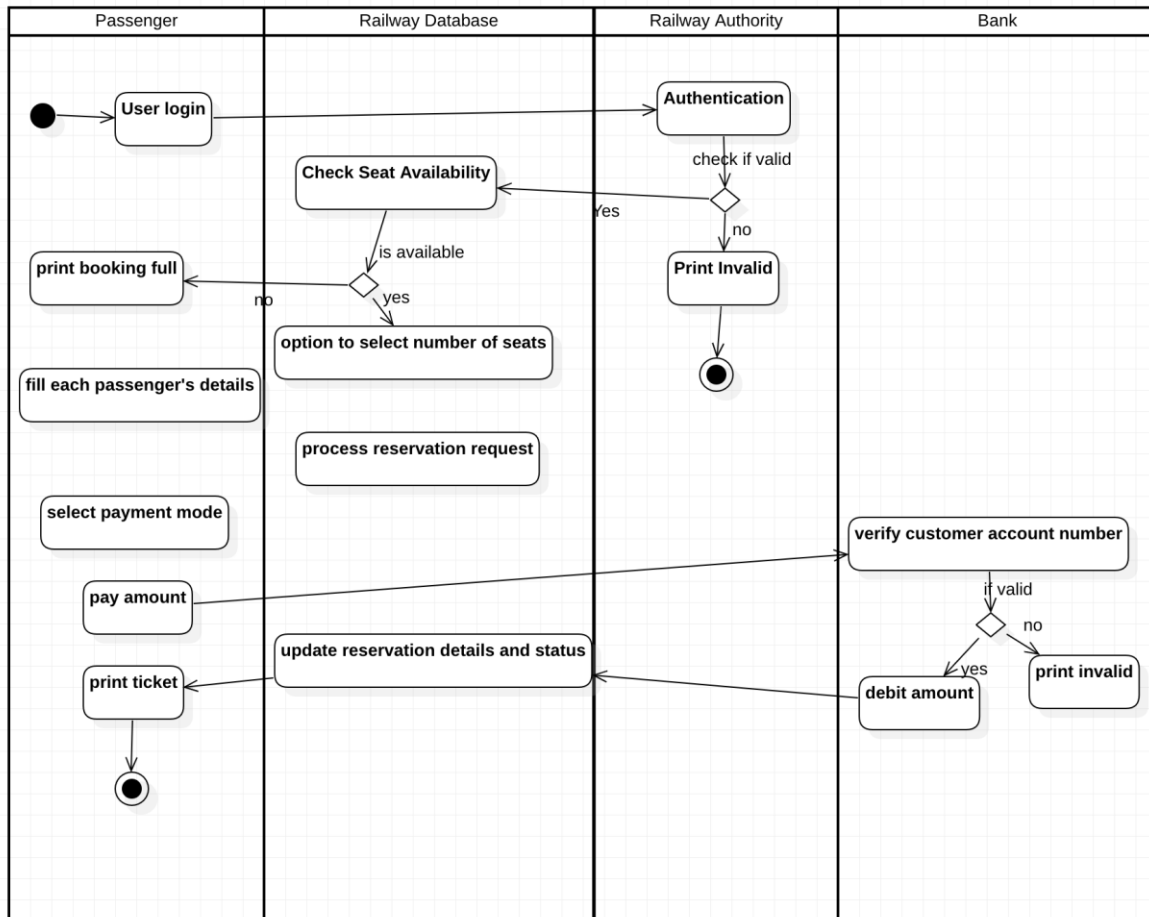 Passenger
Railway Database
Railway Authority
Bank
User login
Authentication
check if valid
Check Seat Availability
Yes
no
is available
print booking full
Print Invalid
no
yes
option to select number of seats
fill each passenger's details
process reservation request
select payment mode
verify customer account number
pay amount
if valid
no
update reservation details and status
yes
print invalid
print ticket
debit amount